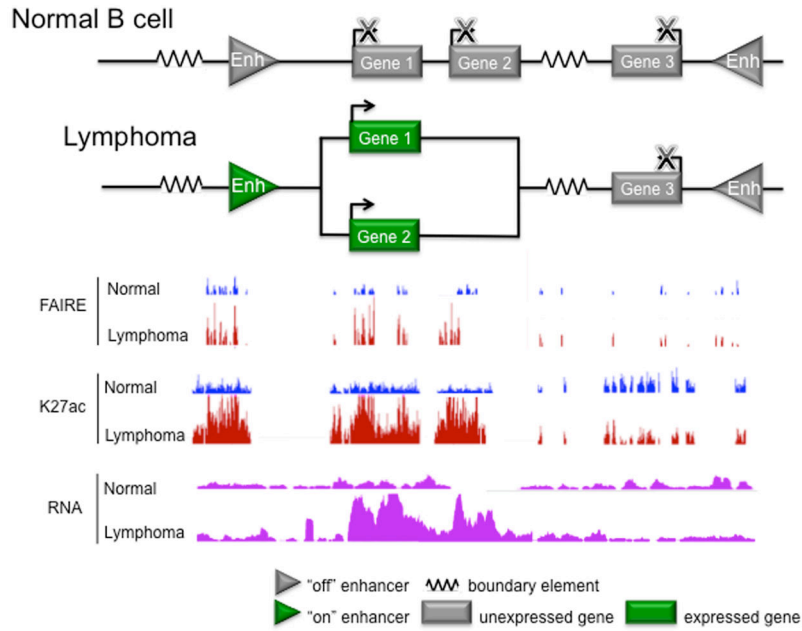 Normal B cell
Enh Gene 1 Gene 2 Gene 3 Enh
Lymphoma
Gene 1
Enh Gene 3 Enh
Gene 2
Normal
FAIRE
Lymphoma
Normal
K27ac
Lymphoma
Normal
RNA
Lymphoma
"off" enhancer boundary element
"on" enhancer unexpressed gene expressed gene